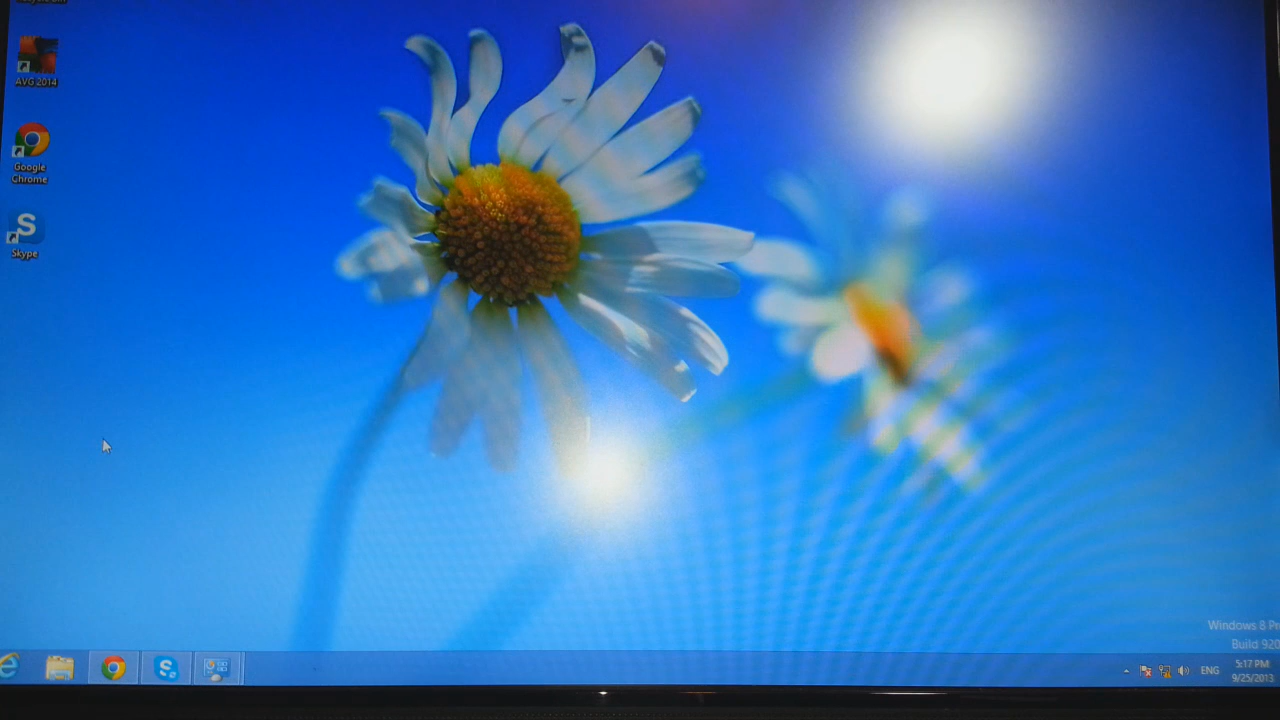 AVG 2014
Google
Chrome
S
Skype
Windows 8 Pr
Build 920
ENG
5:17 PM
9/25/2013